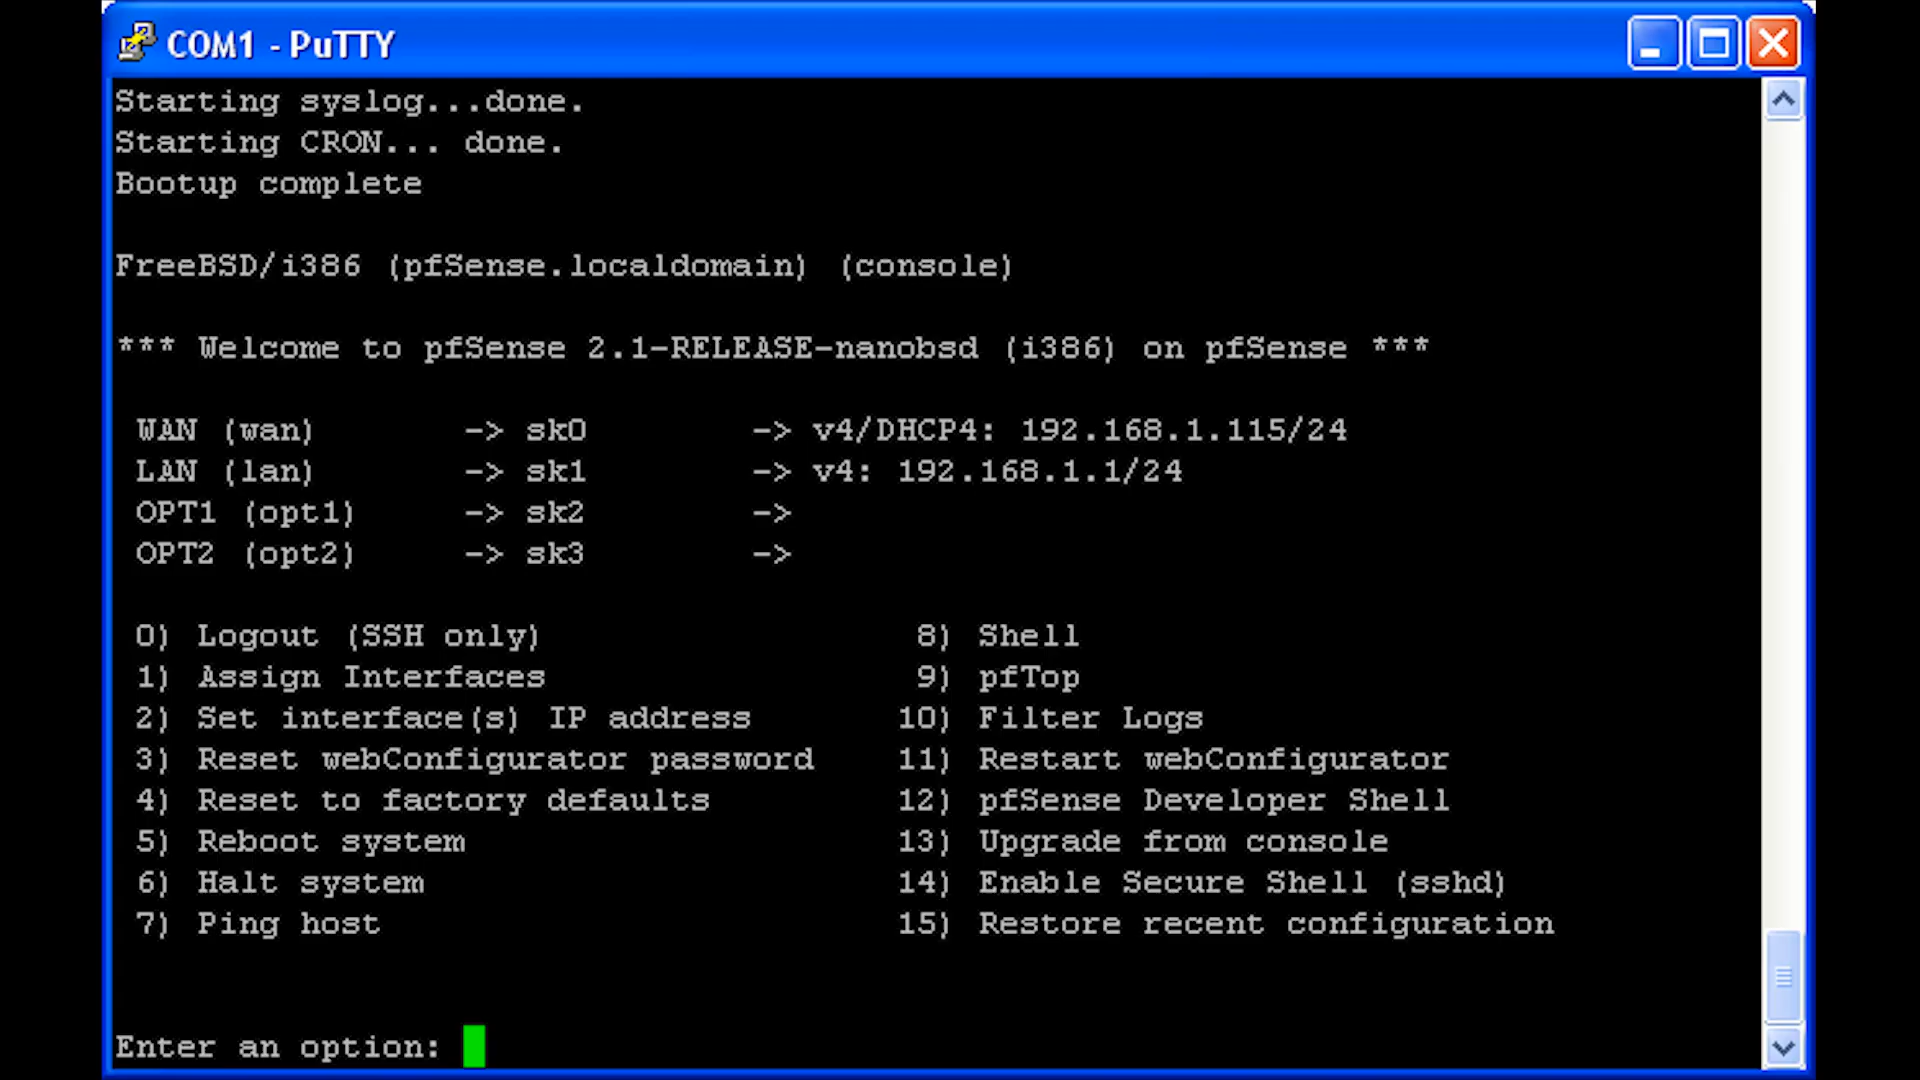 COM1 - PuTTY
Starting syslog...done.
Starting CRON... done.
Bootup complete
FreeBSD/i386 (pfSense.localdomain) (console)
*** Welcome to pfSense 2.1-RELEASE-nanobsd (i386) on pfSense ***
WAN (wan) -> sk0 -> v4/DHCP4: 192.168.1.115/24
LAN (lan) -> sk1 -> v4: 192.168.1.1/24
OPT1 (opt1) -> sk2 ->
OPT2 (opt2) -> sk3 ->
0) Logout (SSH only) 8) Shell
1) Assign Interfaces 9) pfTop
2) Set interface(s) IP address 10) Filter Logs
3) Reset webConfigurator password 11) Restart webConfigurator
4) Reset to factory defaults 12) pfSense Developer Shell
5) Reboot system 13) Upgrade from console
6) Halt system 14) Enable Secure Shell (sshd)
7) Ping host 15) Restore recent configuration
Enter an option: